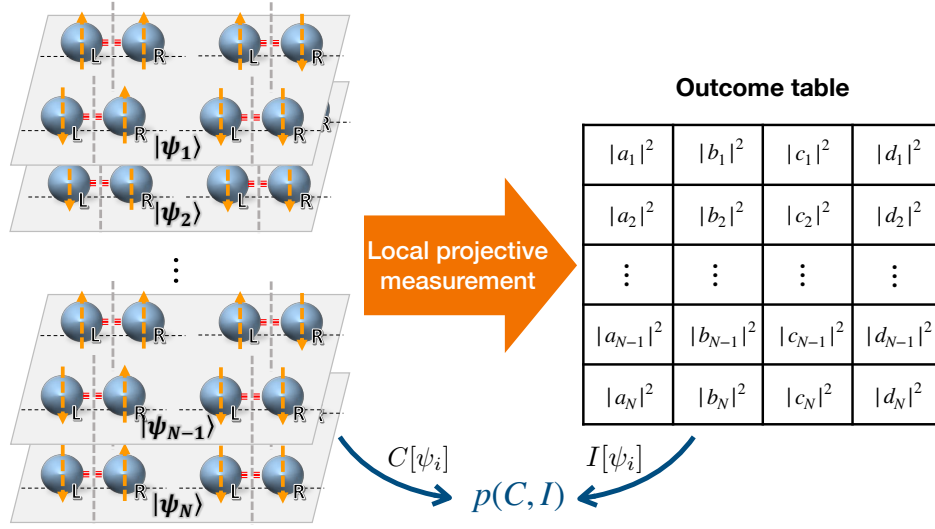 L R L R
L R L R
R
|ψ₁⟩
L R L R
|ψ₂⟩
⋮
L R L R
L R L R
|ψ_{N−1}⟩
L R L R
|ψ_N⟩
Local projective
measurement
Outcome table
|a₁|² |b₁|² |c₁|² |d₁|²
|a₂|² |b₂|² |c₂|² |d₂|²
⋮ ⋮ ⋮ ⋮
|a_{N−1}|² |b_{N−1}|² |c_{N−1}|² |d_{N−1}|²
|a_N|² |b_N|² |c_N|² |d_N|²
C[ψᵢ] I[ψᵢ]
p(C, I)